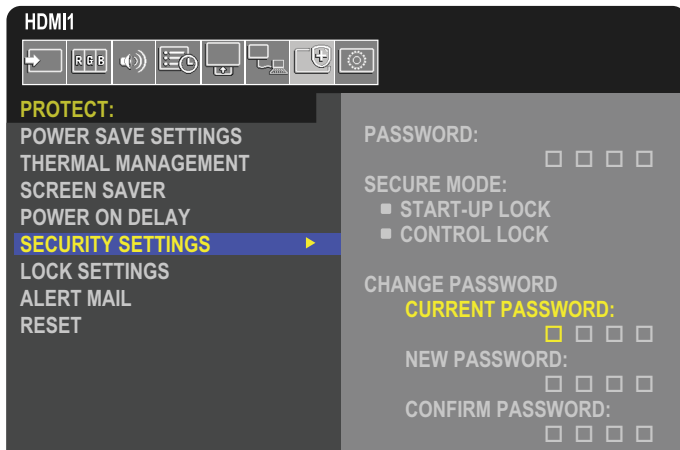 HDMI1
R G B
PROTECT:
POWER SAVE SETTINGS
THERMAL MANAGEMENT
SCREEN SAVER
POWER ON DELAY
SECURITY SETTINGS
LOCK SETTINGS
ALERT MAIL
RESET
PASSWORD:
SECURE MODE:
START-UP LOCK
CONTROL LOCK
CHANGE PASSWORD
CURRENT PASSWORD:
NEW PASSWORD:
CONFIRM PASSWORD: